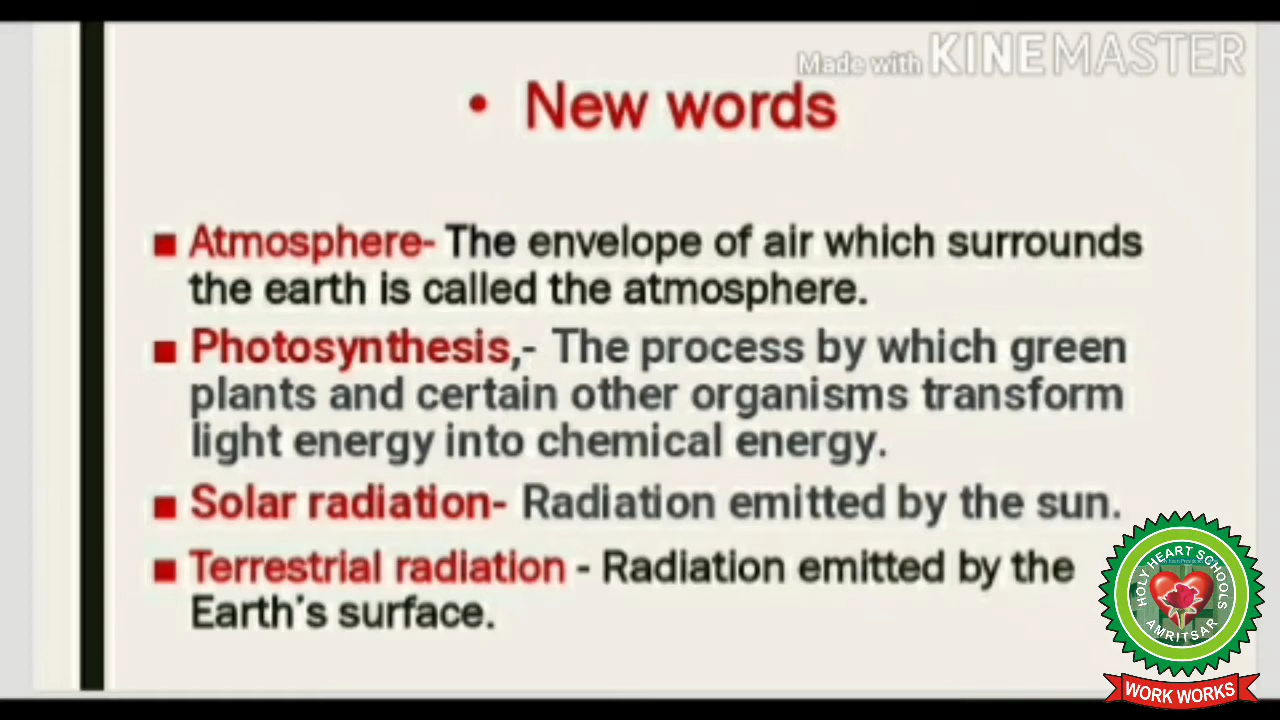 Made with KINEMASTER
• New words
■ Atmosphere- The envelope of air which surrounds
the earth is called the atmosphere.
■ Photosynthesis,- The process by which green
plants and certain other organisms transform
light energy into chemical energy.
■ Solar radiation- Radiation emitted by the sun.
■ Terrestrial radiation - Radiation emitted by the
Earth's surface.
HOLY HEART SCHOOLS
AMRITSAR
WORK WORKS